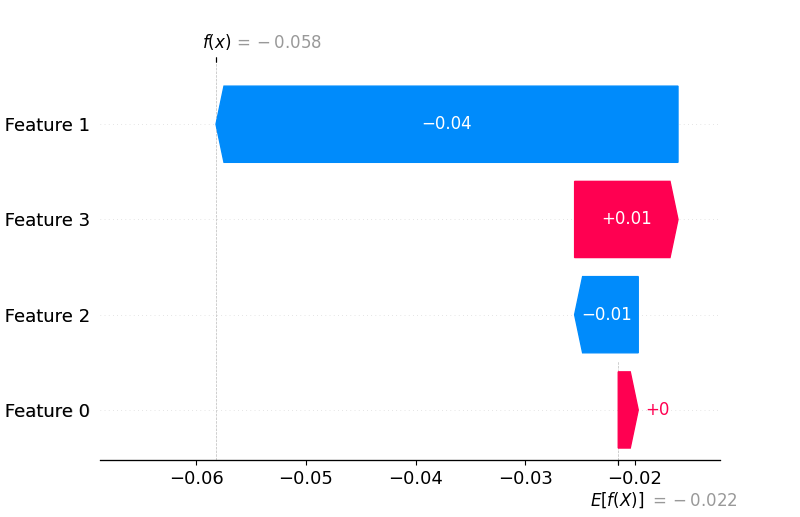 f(x) = −0.058
Feature 1
−0.04
Feature 3
+0.01
Feature 2
−0.01
Feature 0
+0
−0.06 −0.05 −0.04 −0.03 −0.02
E[f(X)] = −0.022